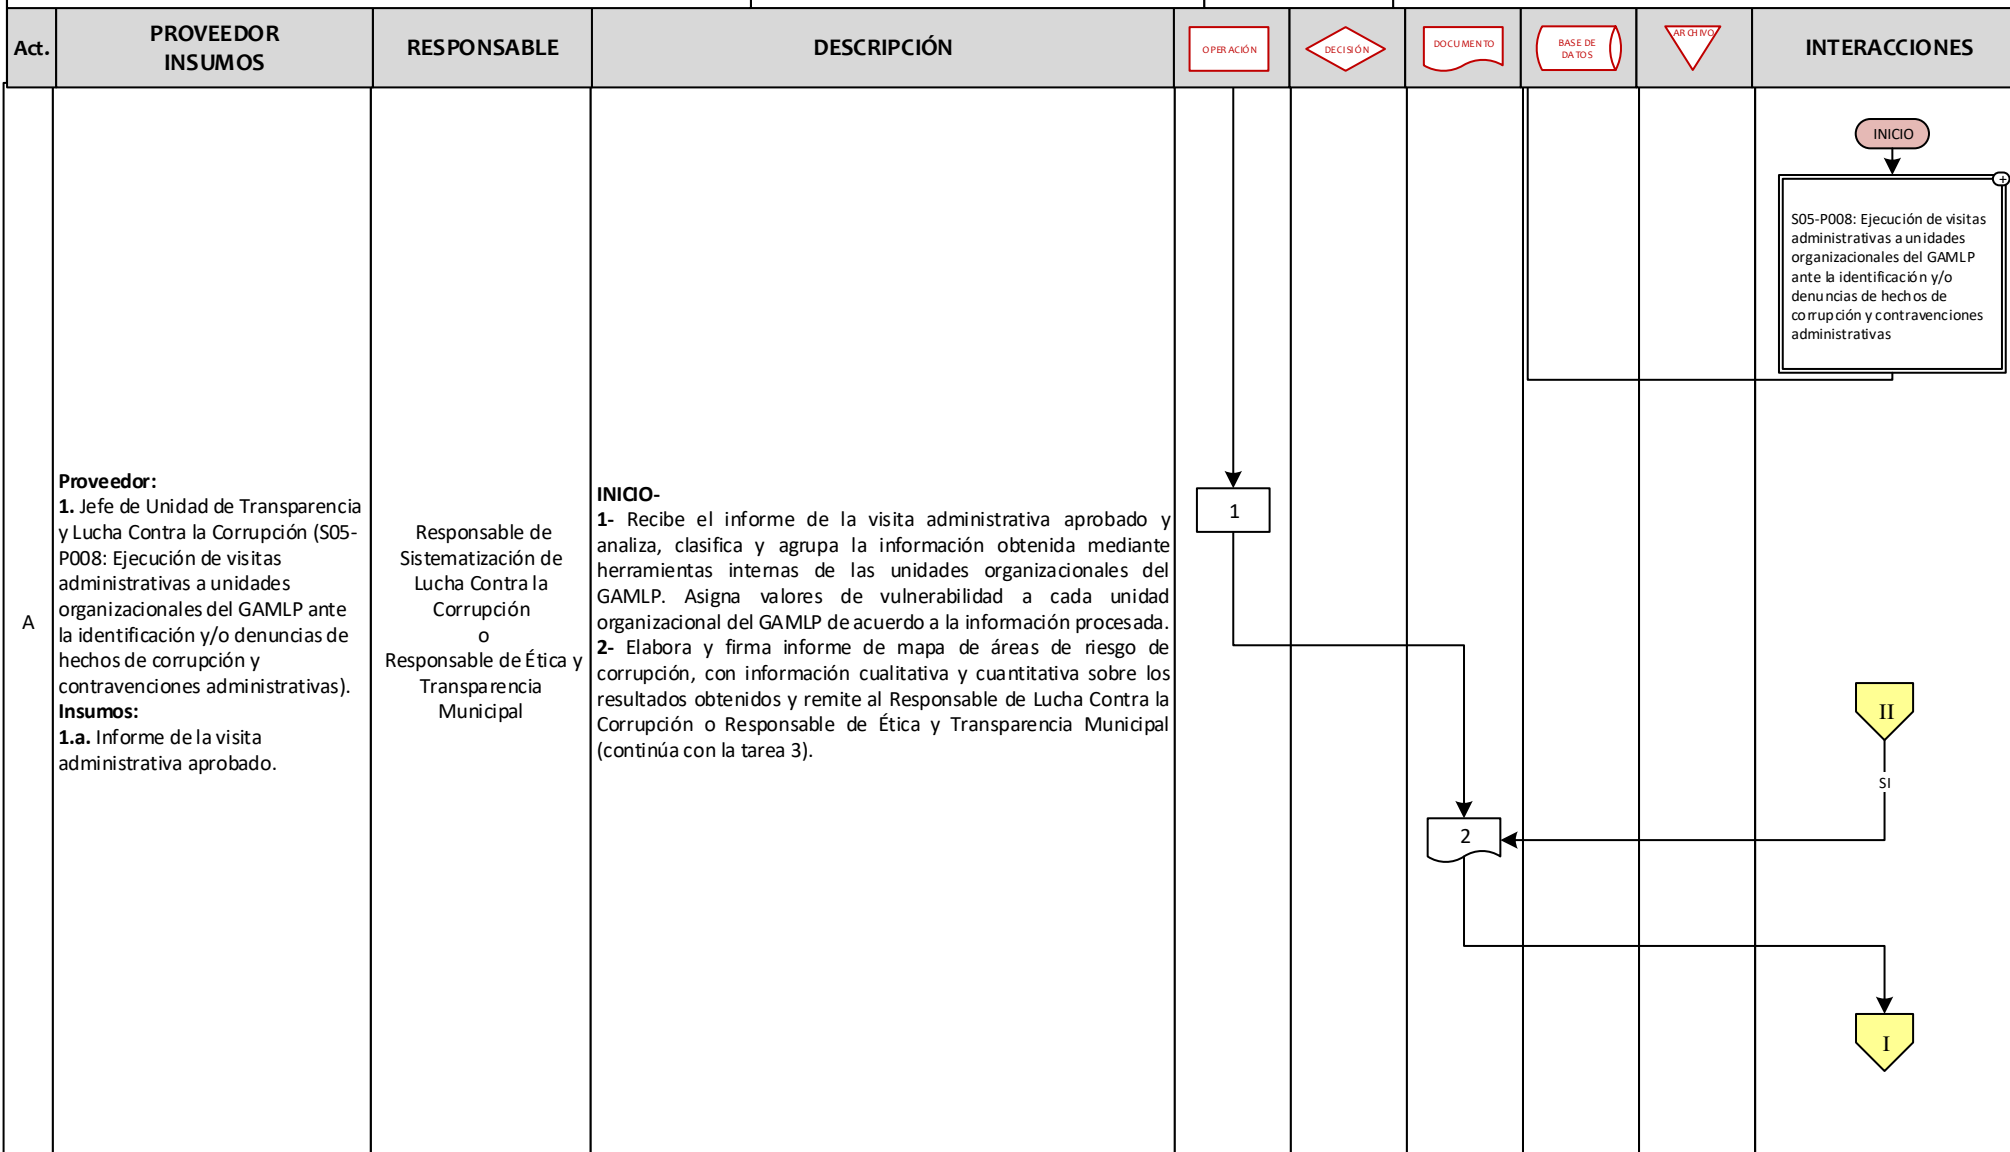 Act.
PROVEEDOR
INSUMOS
RESPONSABLE
DESCRIPCIÓN
OPERACIÓN
DECISIÓN
DOCUMENTO
BASE DE
DATOS
ARCHIVO
INTERACCIONES
A
Proveedor:
1. Jefe de Unidad de Transparencia
y Lucha Contra la Corrupción (S05-
P008: Ejecución de visitas
administrativas a unidades
organizacionales del GAMLP ante
la identificación y/o denuncias de
hechos de corrupción y
contravenciones administrativas).
Insumos:
1.a. Informe de la visita
administrativa aprobado.
Responsable de
Sistematización de
Lucha Contra la
Corrupción
o
Responsable de Ética y
Transparencia
Municipal
INICIO-
1- Recibe el informe de la visita administrativa aprobado y
analiza, clasifica y agrupa la información obtenida mediante
herramientas internas de las unidades organizacionales del
GAMLP. Asigna valores de vulnerabilidad a cada unidad
organizacional del GAMLP de acuerdo a la información procesada.
2- Elabora y firma informe de mapa de áreas de riesgo de
corrupción, con información cualitativa y cuantitativa sobre los
resultados obtenidos y remite al Responsable de Lucha Contra la
Corrupción o Responsable de Ética y Transparencia Municipal
(continúa con la tarea 3).
1
2
INICIO
+
S05-P008: Ejecución de visitas
administrativas a unidades
organizacionales del GAMLP
ante la identificación y/o
denuncias de hechos de
corrupción y contravenciones
administrativas
II
SI
I